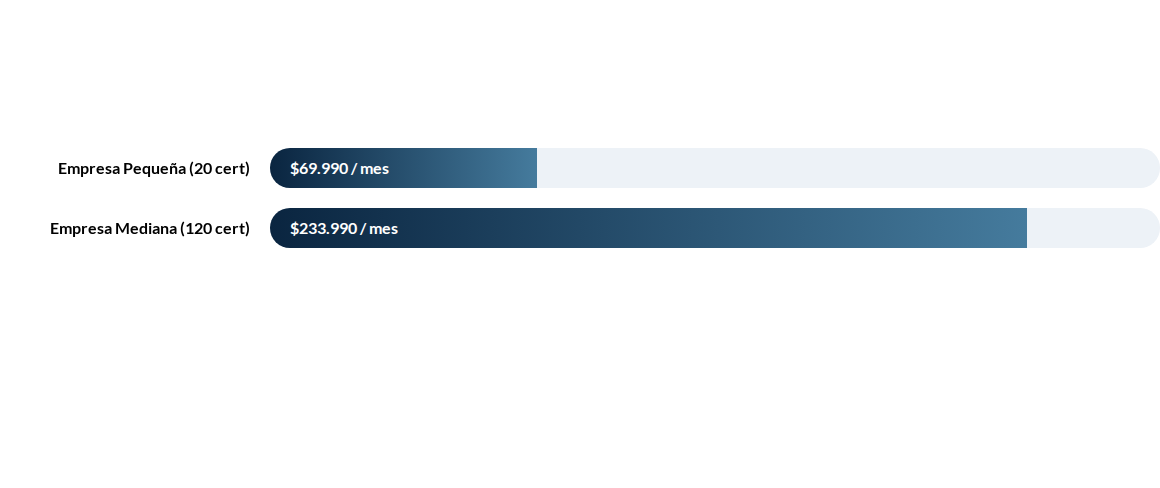 Empresa Pequeña (20 cert) $69.990 / mes
Empresa Mediana (120 cert) $233.990 / mes